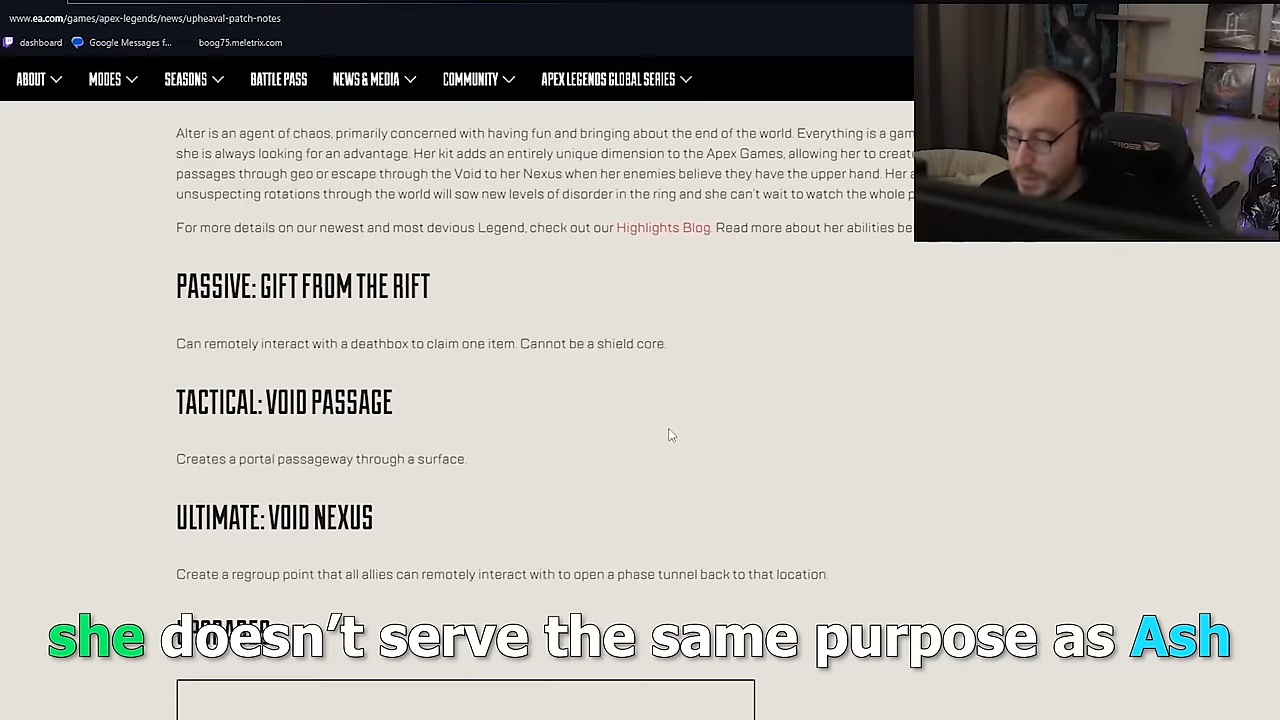 www.ea.com/games/apex-legends/news/upheaval-patch-notes
dashboard Google Messages f... boog75.meletrix.com
ABOUT MODES SEASONS BATTLE PASS NEWS & MEDIA COMMUNITY APEX LEGENDS GLOBAL SERIES
Alter is an agent of chaos, primarily concerned with having fun and bringing about the end of the world. Everything is a gam
she is always looking for an advantage. Her kit adds an entirely unique dimension to the Apex Games, allowing her to create
passages through geo or escape through the Void to her Nexus when her enemies believe they have the upper hand. Her a
unsuspecting rotations through the world will sow new levels of disorder in the ring and she can't wait to watch the whole p
For more details on our newest and most devious Legend, check out our Highlights Blog. Read more about her abilities be
PASSIVE: GIFT FROM THE RIFT
Can remotely interact with a deathbox to claim one item. Cannot be a shield core.
TACTICAL: VOID PASSAGE
Creates a portal passageway through a surface.
ULTIMATE: VOID NEXUS
Create a regroup point that all allies can remotely interact with to open a phase tunnel back to that location.
she doesn't serve the same purpose as Ash